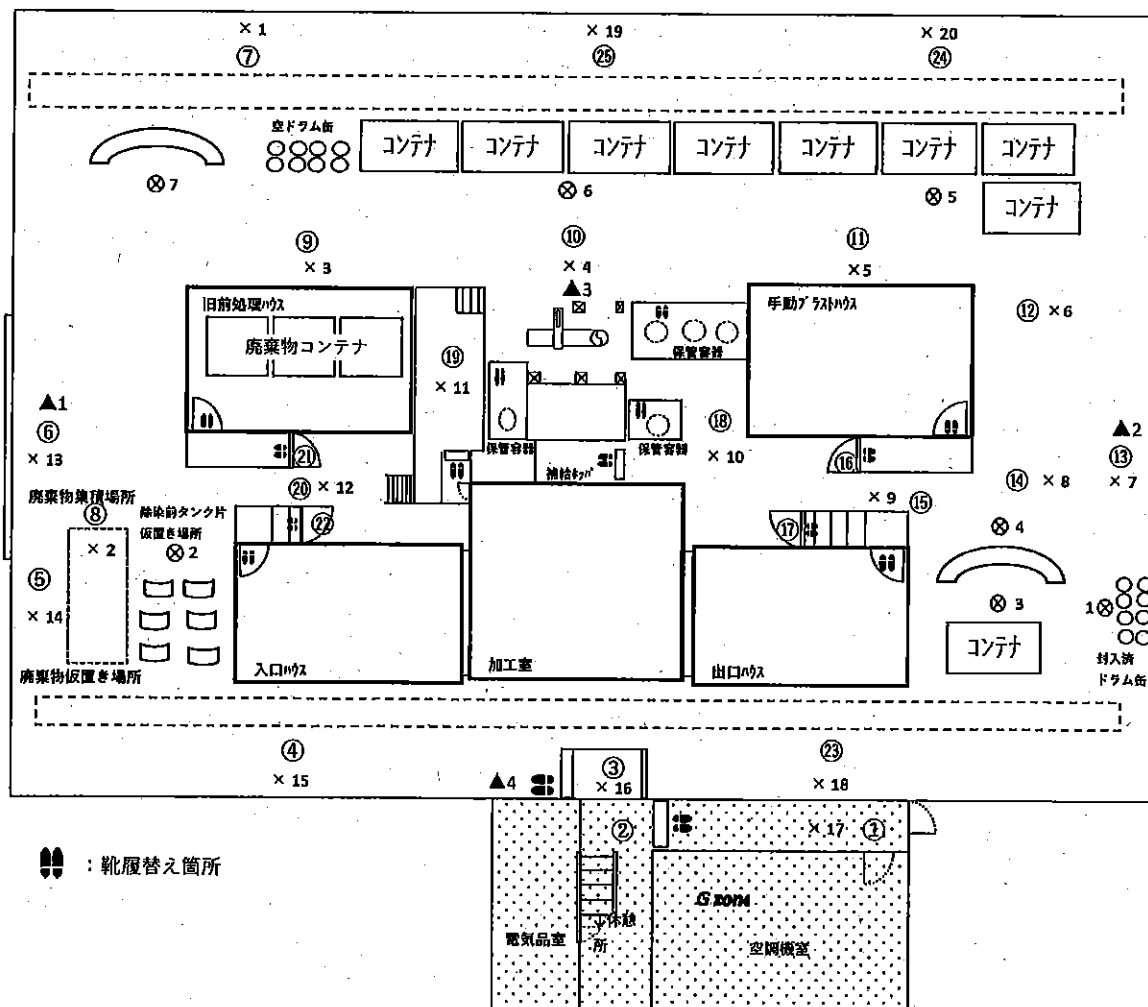 × 1
× 19
× 20
⑦
㉕
㉔
空ドラム缶
コンテナ
コンテナ
コンテナ
コンテナ
コンテナ
コンテナ
コンテナ
⊗ 7
⊗ 6
⊗ 5
コンテナ
⑨
⑩
⑪
× 3
× 4
×5
▲3
旧前処理ハウス
手動ブラストハウス
⑫ × 6
廃棄物コンテナ
⑲
保管容器
× 11
▲1
▲2
⑥
⑱
⑬
× 13
保管容器
保管容器
× 10
× 7
㉑
補給ホッパ
⑯
⑭ × 8
⑳ × 12
× 9 ⑮
廃棄物集積場所
⑧
除染前タンク片
仮置き場所
㉒
⑰
⊗ 4
× 2
⊗ 2
⑤
⊗ 3
1⊗
× 14
コンテナ
廃棄物仮置き場所
入口ハウス
加工室
出口ハウス
封入済
ドラム缶
④
③
㉓
× 15
▲4
× 16
× 18
②
× 17 ①
：靴履替え箇所
G zone
休憩
所
電気品室
空調機室